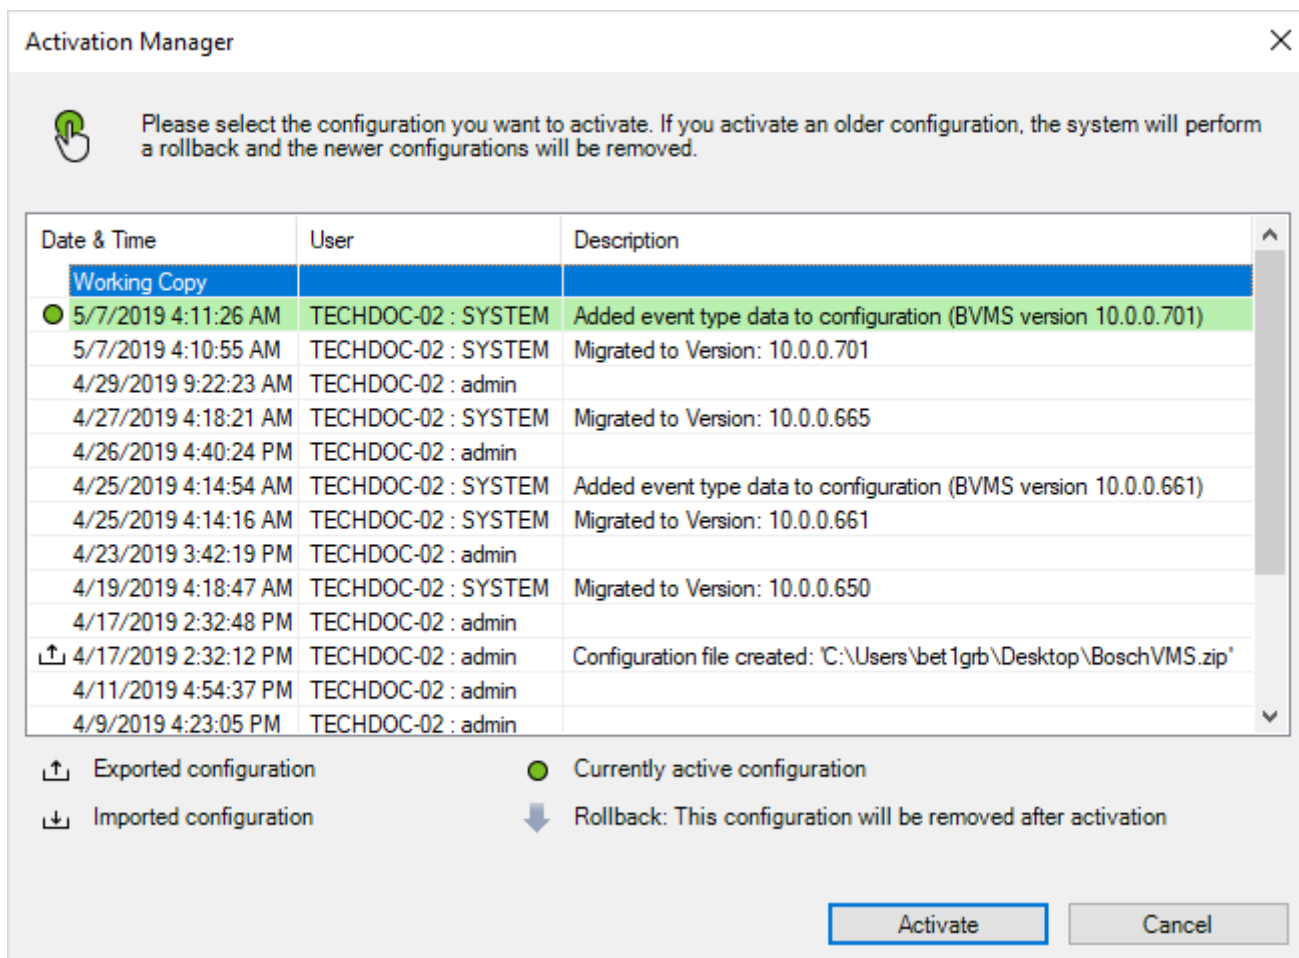 Activation Manager
Please select the configuration you want to activate. If you activate an older configuration, the system will perform
a rollback and the newer configurations will be removed.
Date & Time User Description
Working Copy
5/7/2019 4:11:26 AM TECHDOC-02 : SYSTEM Added event type data to configuration (BVMS version 10.0.0.701)
5/7/2019 4:10:55 AM TECHDOC-02 : SYSTEM Migrated to Version: 10.0.0.701
4/29/2019 9:22:23 AM TECHDOC-02 : admin
4/27/2019 4:18:21 AM TECHDOC-02 : SYSTEM Migrated to Version: 10.0.0.665
4/26/2019 4:40:24 PM TECHDOC-02 : admin
4/25/2019 4:14:54 AM TECHDOC-02 : SYSTEM Added event type data to configuration (BVMS version 10.0.0.661)
4/25/2019 4:14:16 AM TECHDOC-02 : SYSTEM Migrated to Version: 10.0.0.661
4/23/2019 3:42:19 PM TECHDOC-02 : admin
4/19/2019 4:18:47 AM TECHDOC-02 : SYSTEM Migrated to Version: 10.0.0.650
4/17/2019 2:32:48 PM TECHDOC-02 : admin
4/17/2019 2:32:12 PM TECHDOC-02 : admin Configuration file created: 'C:\Users\bet1grb\Desktop\BoschVMS.zip'
4/11/2019 4:54:37 PM TECHDOC-02 : admin
4/9/2019 4:23:05 PM TECHDOC-02 : admin
Exported configuration Currently active configuration
Imported configuration Rollback: This configuration will be removed after activation
Activate Cancel